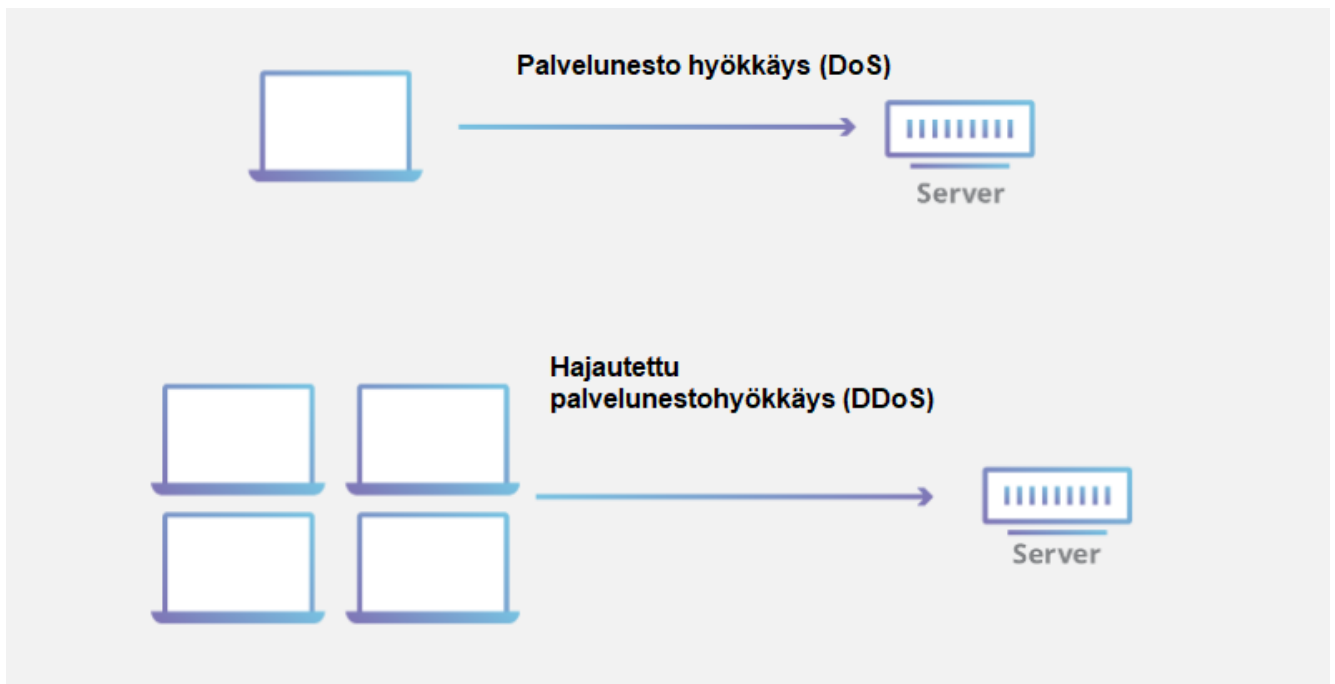 Palvelunesto hyökkäys (DoS)
Server
Hajautettu
palvelunestohyökkäys (DDoS)
Server